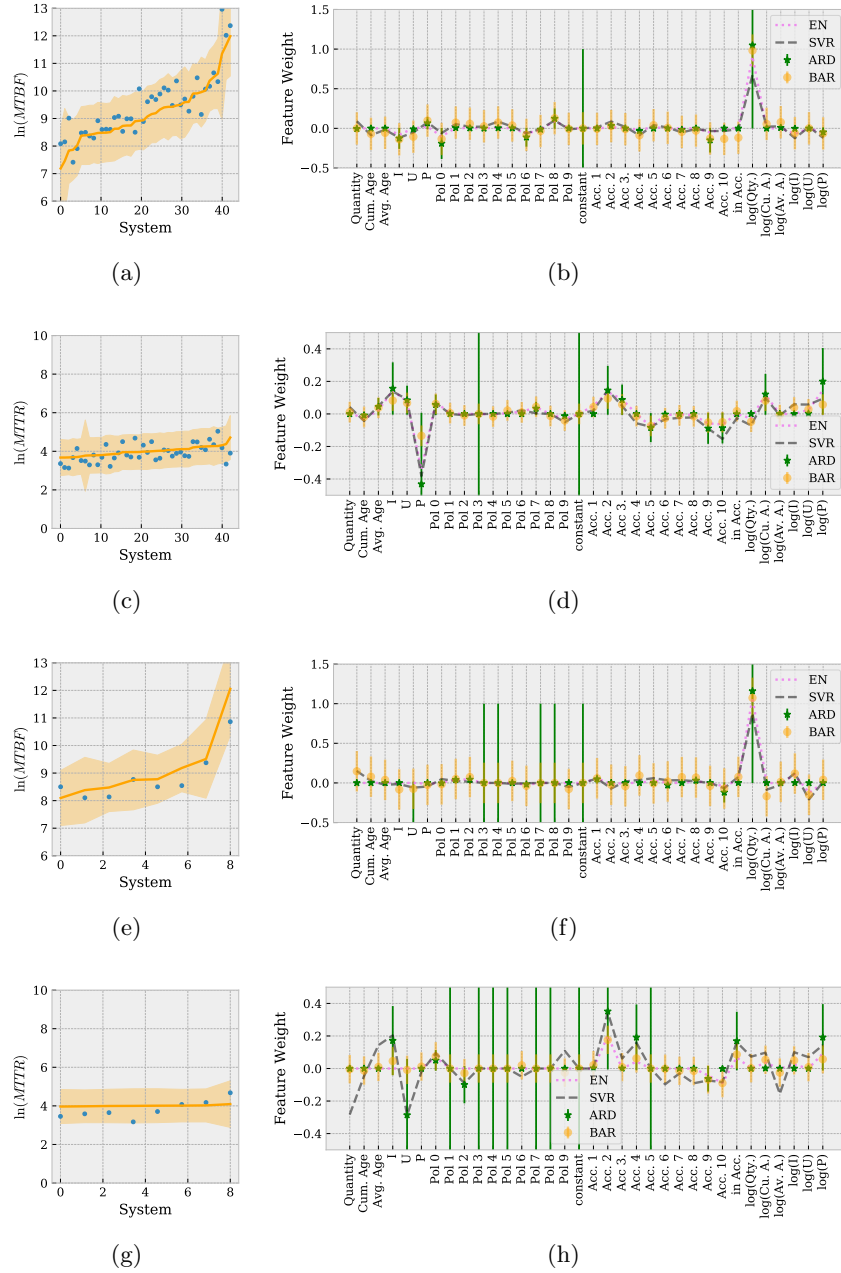 13
12
11
10
9
8
7
6
ln(MTBF)
0 10 20 30 40
System
(a)
1.5
1.0
0.5
0.0
−0.5
Feature Weight
EN
SVR
ARD
BAR
Quantity
Cum. Age
Avg. Age
I
U
P
Pol 0
Pol 1
Pol 2
Pol 3
Pol 4
Pol 5
Pol 6
Pol 7
Pol 8
Pol 9
constant
Acc. 1
Acc. 2
Acc 3.
Acc. 4
Acc. 5
Acc. 6
Acc. 7
Acc. 8
Acc. 9
Acc. 10
in Acc.
log(Qty.)
log(Cu. A.)
log(Av. A.)
log(I)
log(U)
log(P)
(b)
10
8
6
4
2
0
ln(MTTR)
0 10 20 30 40
System
(c)
0.4
0.2
0.0
−0.2
−0.4
Feature Weight
EN
SVR
ARD
BAR
Quantity
Cum. Age
Avg. Age
I
U
P
Pol 0
Pol 1
Pol 2
Pol 3
Pol 4
Pol 5
Pol 6
Pol 7
Pol 8
Pol 9
constant
Acc. 1
Acc. 2
Acc 3.
Acc. 4
Acc. 5
Acc. 6
Acc. 7
Acc. 8
Acc. 9
Acc. 10
in Acc.
log(Qty.)
log(Cu. A.)
log(Av. A.)
log(I)
log(U)
log(P)
(d)
13
12
11
10
9
8
7
6
ln(MTBF)
0 2 4 6 8
System
(e)
1.5
1.0
0.5
0.0
−0.5
Feature Weight
EN
SVR
ARD
BAR
Quantity
Cum. Age
Avg. Age
I
U
P
Pol 0
Pol 1
Pol 2
Pol 3
Pol 4
Pol 5
Pol 6
Pol 7
Pol 8
Pol 9
constant
Acc. 1
Acc. 2
Acc 3.
Acc. 4
Acc. 5
Acc. 6
Acc. 7
Acc. 8
Acc. 9
Acc. 10
in Acc.
log(Qty.)
log(Cu. A.)
log(Av. A.)
log(I)
log(U)
log(P)
(f)
10
8
6
4
2
0
ln(MTTR)
0 2 4 6 8
System
(g)
0.4
0.2
0.0
−0.2
−0.4
Feature Weight
EN
SVR
ARD
BAR
Quantity
Cum. Age
Avg. Age
I
U
P
Pol 0
Pol 1
Pol 2
Pol 3
Pol 4
Pol 5
Pol 6
Pol 7
Pol 8
Pol 9
constant
Acc. 1
Acc. 2
Acc 3.
Acc. 4
Acc. 5
Acc. 6
Acc. 7
Acc. 8
Acc. 9
Acc. 10
in Acc.
log(Qty.)
log(Cu. A.)
log(Av. A.)
log(I)
log(U)
log(P)
(h)